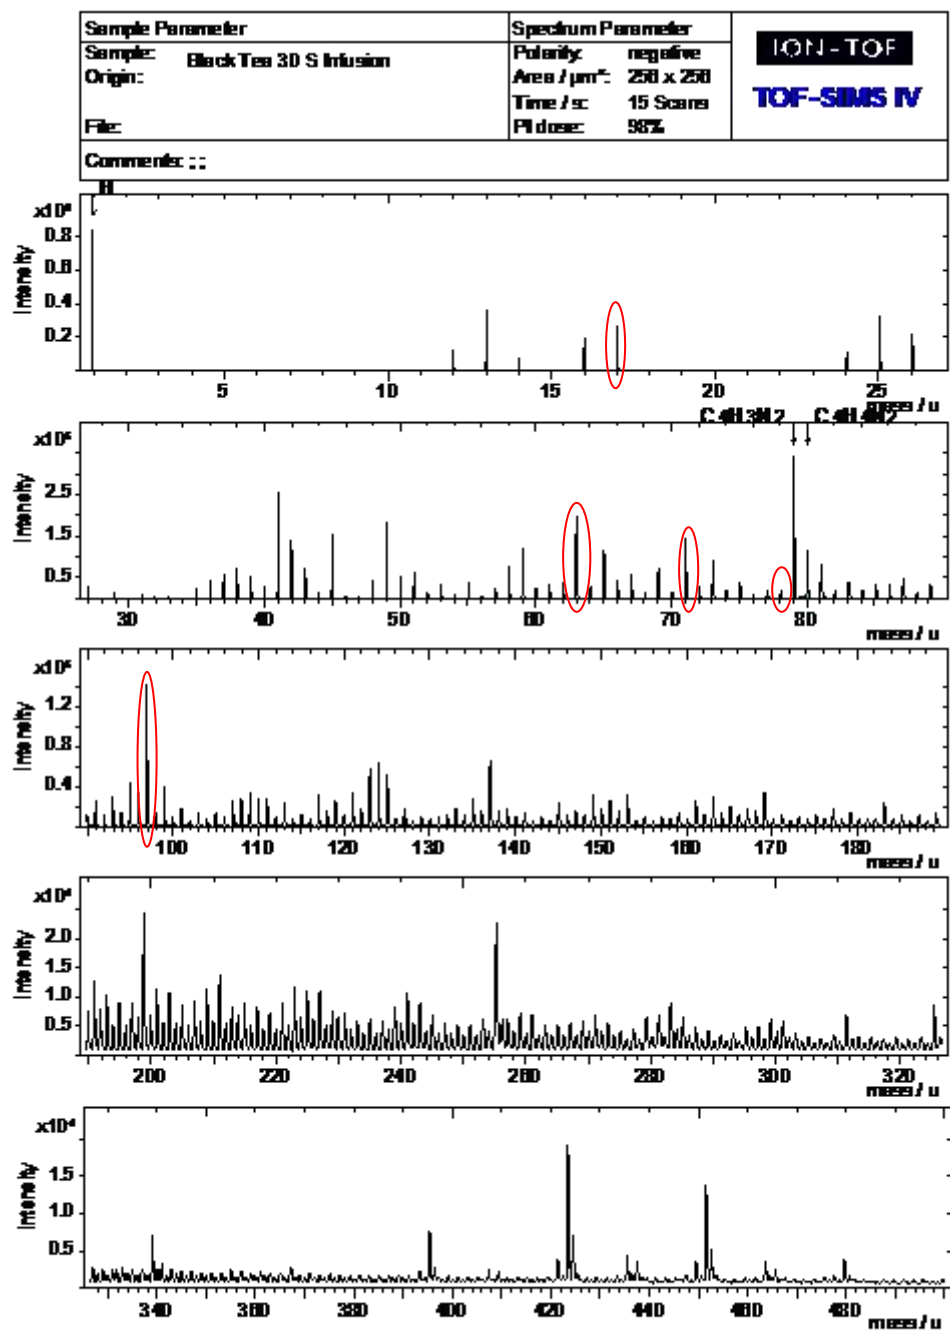 Sample Parameter Spectrum Parameter
ION-TOF
Sample: Black Tea 30 S Infusion Polarity: negative
Origin: Area / µm²: 250 x 250
TOF-SIMS IV
Time / s: 15 Scans
File: PI dose: 98%
Comments: ; ;
H
Intensity
0.8
0.6
0.4
0.2
5 10 15 20 25
mass / u
C4H3N2 C4H4N2
Intensity
2.5
1.5
0.5
30 40 50 60 70 80
mass / u
Intensity
1.2
0.8
0.4
100 110 120 130 140 150 160 170 180
mass / u
x10⁴
Intensity
2.0
1.5
1.0
0.5
200 220 240 260 280 300 320
mass / u
x10⁴
Intensity
1.5
1.0
0.5
340 360 380 400 420 440 460 480
mass / u